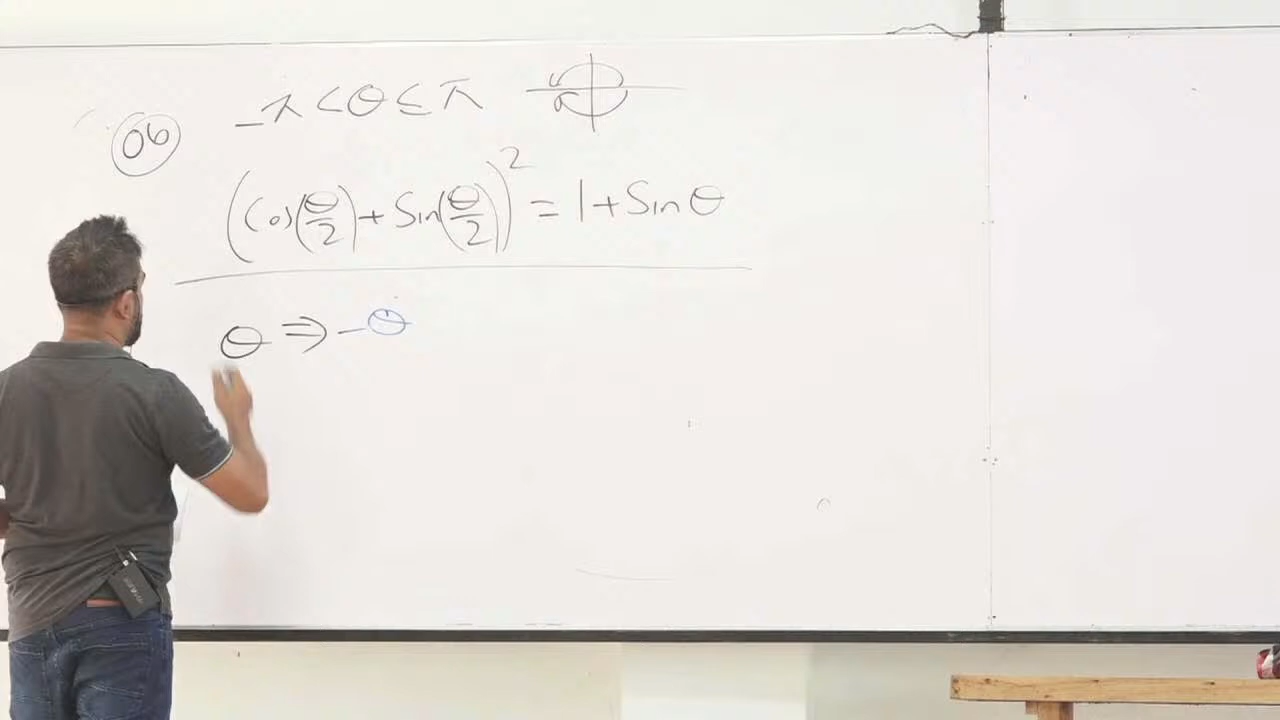 06
-π < θ ≤ π
(Cos(θ/2) + Sin(θ/2))² = 1 + Sin θ
θ ⇒ -θ